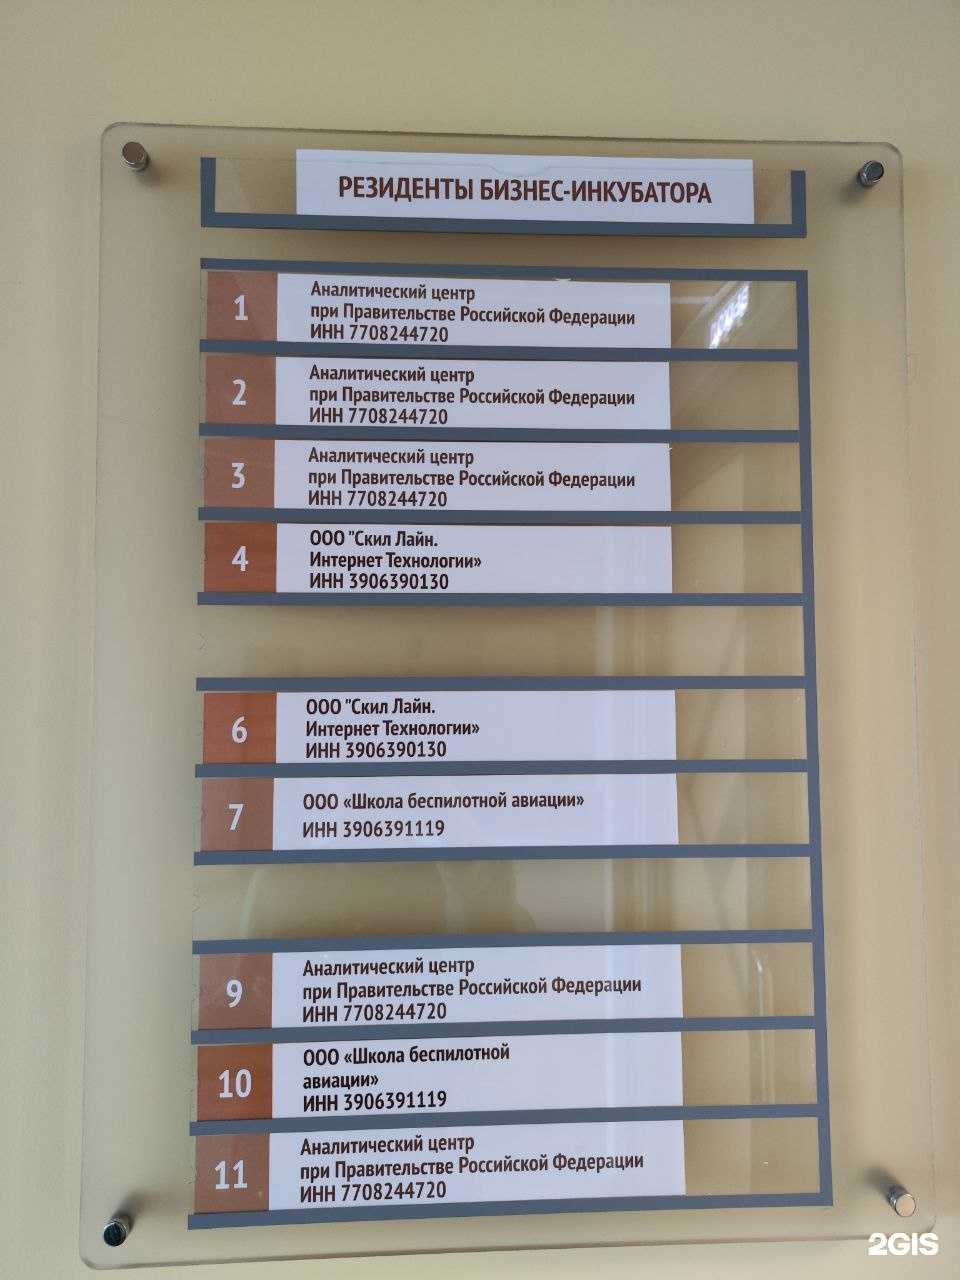 РЕЗИДЕНТЫ БИЗНЕС-ИНКУБАТОРА
1
Аналитический центр
при Правительстве Российской Федерации
ИНН 7708244720
2
Аналитический центр
при Правительстве Российской Федерации
ИНН 7708244720
3
Аналитический центр
при Правительстве Российской Федерации
ИНН 7708244720
4
ООО "Скил Лайн.
Интернет Технологии»
ИНН 3906390130
6
ООО "Скил Лайн.
Интернет Технологии»
ИНН 3906390130
7
ООО «Школа беспилотной авиации»
ИНН 3906391119
9
Аналитический центр
при Правительстве Российской Федерации
ИНН 7708244720
10
ООО «Школа беспилотной
авиации»
ИНН 3906391119
11
Аналитический центр
при Правительстве Российской Федерации
ИНН 7708244720
2GIS